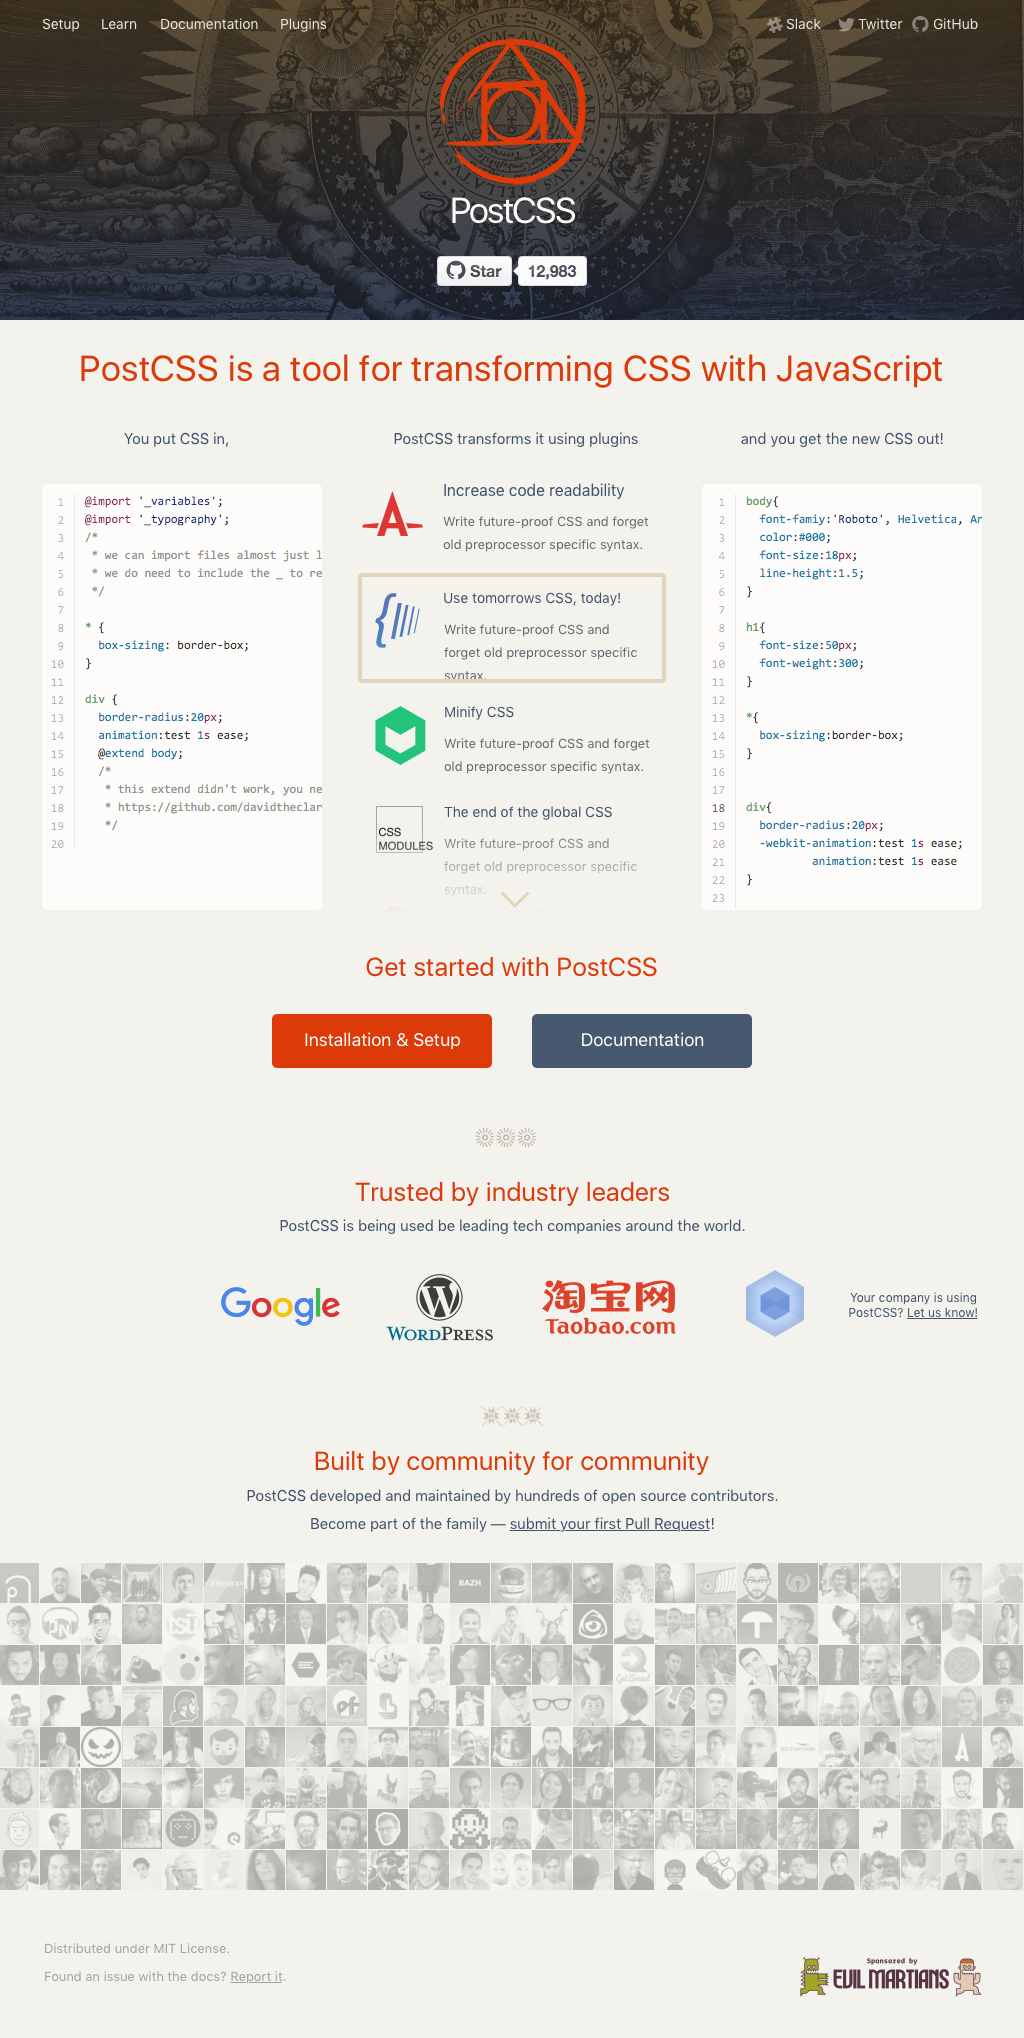 Setup Learn Documentation Plugins Slack Twitter GitHub
PostCSS
Star 12,983
PostCSS is a tool for transforming CSS with JavaScript
You put CSS in,
1 @import '_variables';
2 @import '_typography';
3 /*
4 * we can import files almost just l
5 * we do need to include the _ to re
6 */
7
8 * {
9 box-sizing: border-box;
10 }
11
12 div {
13 border-radius:20px;
14 animation:test 1s ease;
15 @extend body;
16 /*
17 * this extend didn't work, you ne
18 * https://github.com/davidtheclar
19 */
20
PostCSS transforms it using plugins
Increase code readability
Write future-proof CSS and forget
old preprocessor specific syntax.
Use tomorrows CSS, today!
Write future-proof CSS and
forget old preprocessor specific
syntax.
Minify CSS
Write future-proof CSS and forget
old preprocessor specific syntax.
CSS
MODULES
The end of the global CSS
Write future-proof CSS and
forget old preprocessor specific
syntax.
and you get the new CSS out!
1 body{
2 font-famiy:'Roboto', Helvetica, Ar
3 color:#000;
4 font-size:18px;
5 line-height:1.5;
6 }
7
8 h1{
9 font-size:50px;
10 font-weight:300;
11 }
12
13 *{
14 box-sizing:border-box;
15 }
16
17
18 div{
19 border-radius:20px;
20 -webkit-animation:test 1s ease;
21 animation:test 1s ease
22 }
23
Get started with PostCSS
Installation & Setup
Documentation
Trusted by industry leaders
PostCSS is being used be leading tech companies around the world.
Google
WORDPRESS
淘宝网
Taobao.com
Your company is using
PostCSS? Let us know!
Built by community for community
PostCSS developed and maintained by hundreds of open source contributors.
Become part of the family — submit your first Pull Request!
BAZH
Distributed under MIT License.
Found an issue with the docs? Report it.
Sponsored by
EVIL MARTIANS